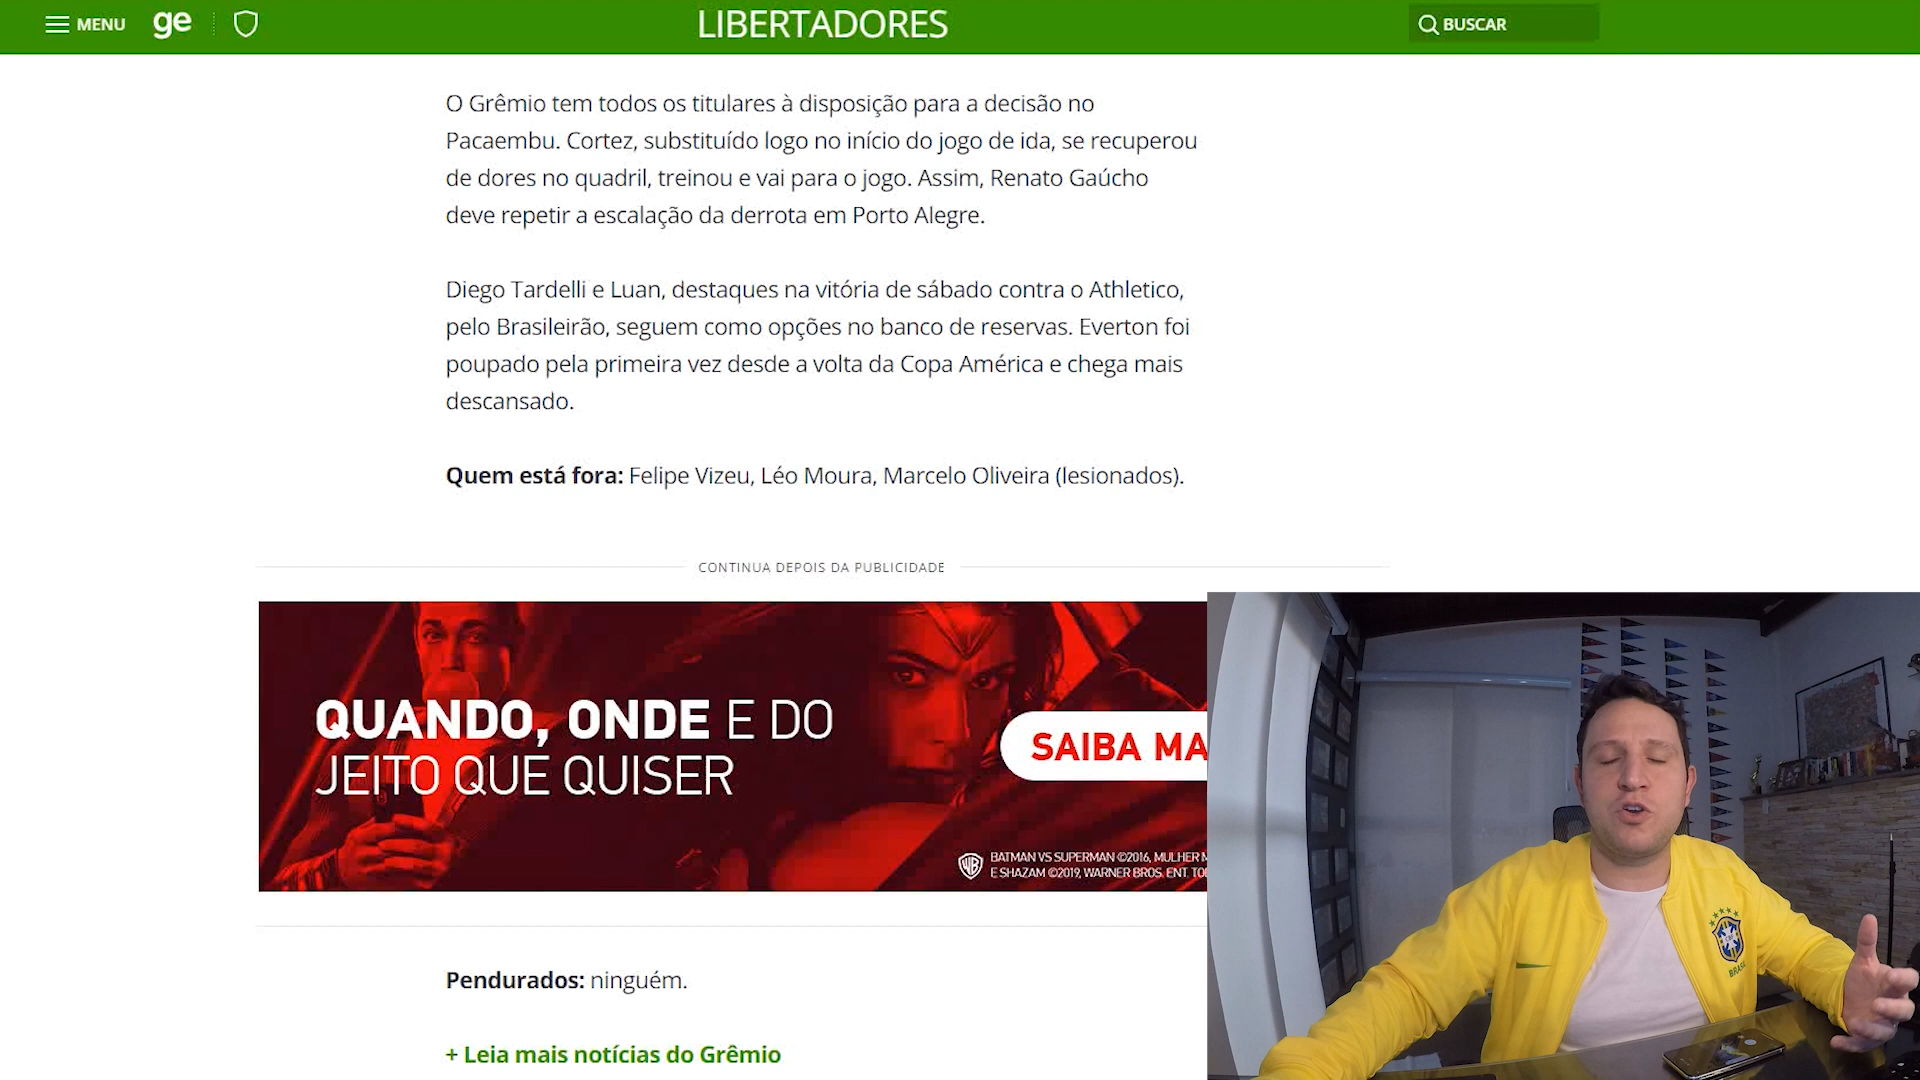 MENU
ge
LIBERTADORES
BUSCAR
O Grêmio tem todos os titulares à disposição para a decisão no
Pacaembu. Cortez, substituído logo no início do jogo de ida, se recuperou
de dores no quadril, treinou e vai para o jogo. Assim, Renato Gaúcho
deve repetir a escalação da derrota em Porto Alegre.
Diego Tardelli e Luan, destaques na vitória de sábado contra o Athletico,
pelo Brasileirão, seguem como opções no banco de reservas. Everton foi
poupado pela primeira vez desde a volta da Copa América e chega mais
descansado.
Quem está fora: Felipe Vizeu, Léo Moura, Marcelo Oliveira (lesionados).
CONTINUA DEPOIS DA PUBLICIDADE
QUANDO, ONDE E DO
JEITO QUE QUISER
SAIBA MA
BATMAN VS SUPERMAN ©2016, MULHER M
E SHAZAM ©2019, WARNER BROS. ENT. TO
Pendurados: ninguém.
+ Leia mais notícias do Grêmio
BRASIL